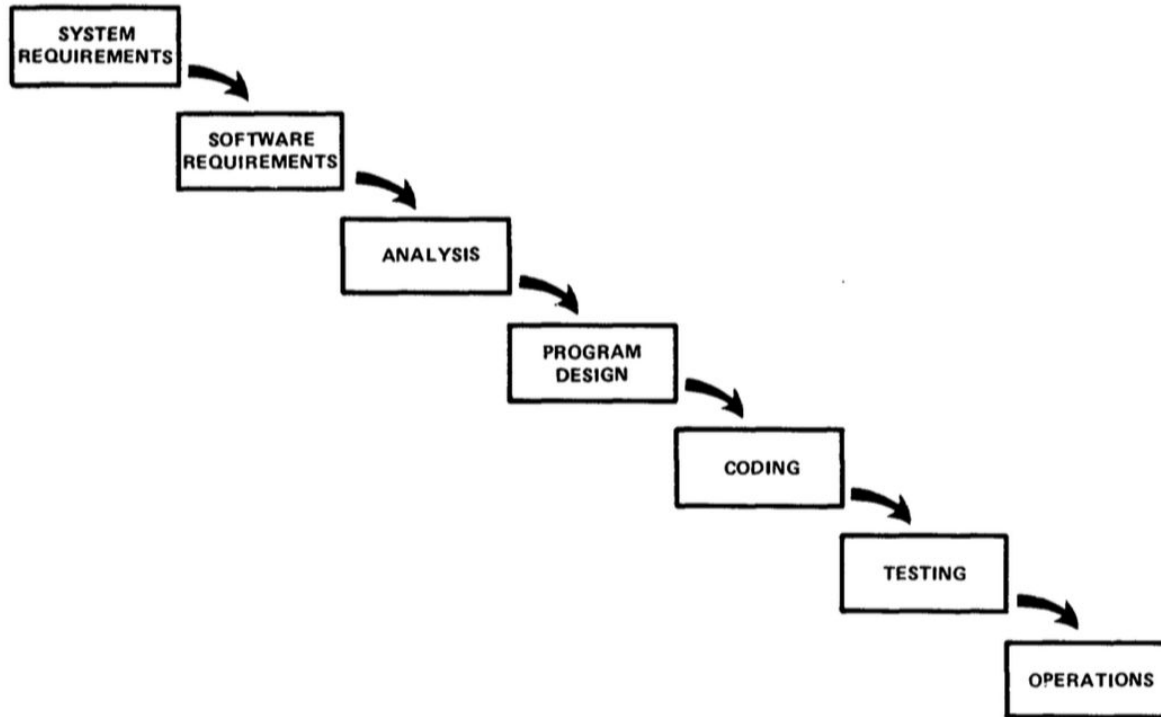 SYSTEM
REQUIREMENTS
SOFTWARE
REQUIREMENTS
ANALYSIS
PROGRAM
DESIGN
CODING
TESTING
OPERATIONS